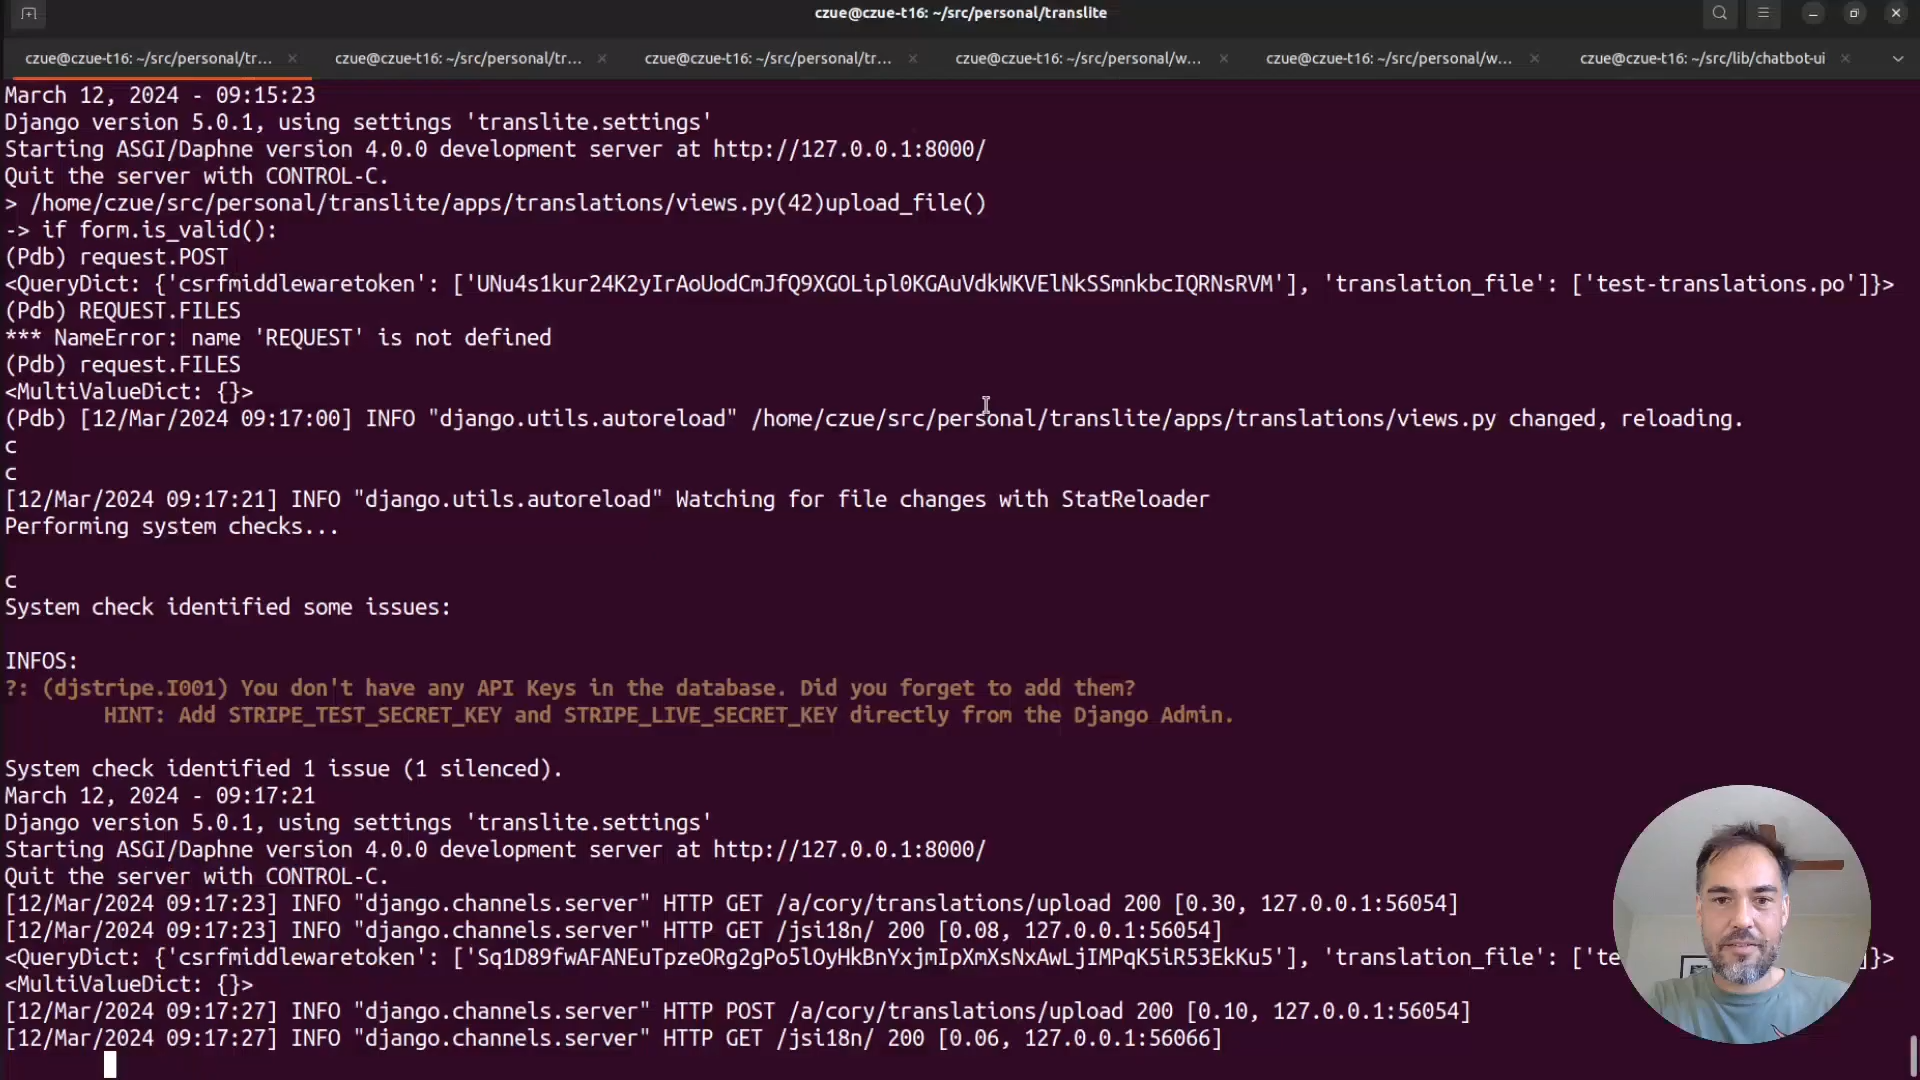 czue@czue-t16: ~/src/personal/translite
czue@czue-t16: ~/src/personal/tr...
czue@czue-t16: ~/src/personal/tr...
czue@czue-t16: ~/src/personal/tr...
czue@czue-t16: ~/src/personal/w...
czue@czue-t16: ~/src/personal/w...
czue@czue-t16: ~/src/lib/chatbot-ui
March 12, 2024 - 09:15:23
Django version 5.0.1, using settings 'translite.settings'
Starting ASGI/Daphne version 4.0.0 development server at http://127.0.0.1:8000/
Quit the server with CONTROL-C.
> /home/czue/src/personal/translite/apps/translations/views.py(42)upload_file()
-> if form.is_valid():
(Pdb) request.POST
<QueryDict: {'csrfmiddlewaretoken': ['UNu4s1kur24K2yIrAoUodCmJfQ9XGOLipl0KGAuVdkWKVElNkSSmnkbcIQRNsRVM'], 'translation_file': ['test-translations.po']}>
(Pdb) REQUEST.FILES
*** NameError: name 'REQUEST' is not defined
(Pdb) request.FILES
<MultiValueDict: {}>
(Pdb) [12/Mar/2024 09:17:00] INFO "django.utils.autoreload" /home/czue/src/personal/translite/apps/translations/views.py changed, reloading.
c
c
[12/Mar/2024 09:17:21] INFO "django.utils.autoreload" Watching for file changes with StatReloader
Performing system checks...
c
System check identified some issues:
INFOS:
?: (djstripe.I001) You don't have any API Keys in the database. Did you forget to add them?
HINT: Add STRIPE_TEST_SECRET_KEY and STRIPE_LIVE_SECRET_KEY directly from the Django Admin.
System check identified 1 issue (1 silenced).
March 12, 2024 - 09:17:21
Django version 5.0.1, using settings 'translite.settings'
Starting ASGI/Daphne version 4.0.0 development server at http://127.0.0.1:8000/
Quit the server with CONTROL-C.
[12/Mar/2024 09:17:23] INFO "django.channels.server" HTTP GET /a/cory/translations/upload 200 [0.30, 127.0.0.1:56054]
[12/Mar/2024 09:17:23] INFO "django.channels.server" HTTP GET /jsi18n/ 200 [0.08, 127.0.0.1:56054]
<QueryDict: {'csrfmiddlewaretoken': ['Sq1D89fwAFANEuTpzeORg2gPo5lOyHkBnYxjmIpXmXsNxAwLjIMPqK5iR53EkKu5'], 'translation_file': ['te ]}>
<MultiValueDict: {}>
[12/Mar/2024 09:17:27] INFO "django.channels.server" HTTP POST /a/cory/translations/upload 200 [0.10, 127.0.0.1:56054]
[12/Mar/2024 09:17:27] INFO "django.channels.server" HTTP GET /jsi18n/ 200 [0.06, 127.0.0.1:56066]